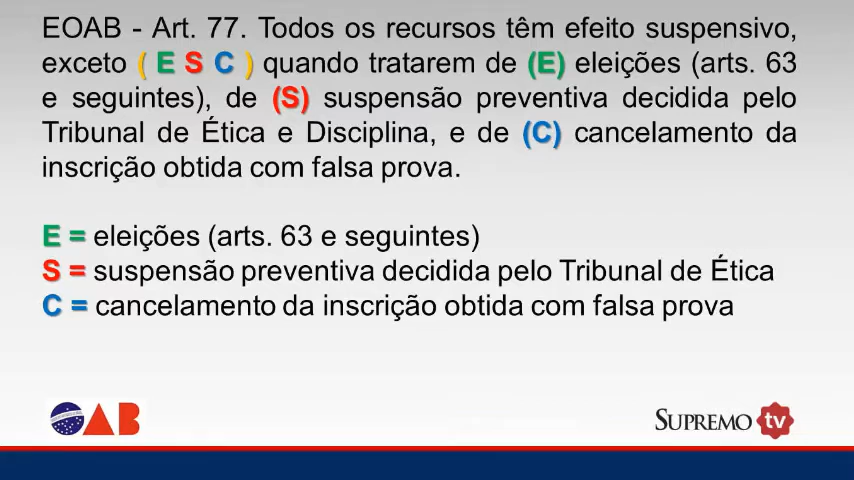 EOAB - Art. 77. Todos os recursos têm efeito suspensivo,
exceto ( E S C ) quando tratarem de (E) eleições (arts. 63
e seguintes), de (S) suspensão preventiva decidida pelo
Tribunal de Ética e Disciplina, e de (C) cancelamento da
inscrição obtida com falsa prova.
E = eleições (arts. 63 e seguintes)
S = suspensão preventiva decidida pelo Tribunal de Ética
C = cancelamento da inscrição obtida com falsa prova
OAB
SUPREMO tv